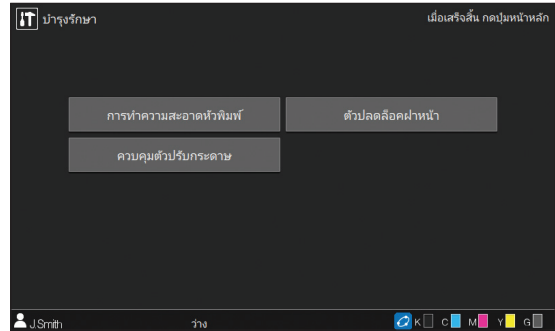 บำรุงรักษา
เมื่อเสร็จสิ้น กดปุ่มหน้าหลัก
การทำความสะอาดหัวพิมพ์
ตัวปลดล็อคฝาหน้า
ควบคุมตัวปรับกระดาษ
J.Smith
ว่าง
K C M Y G